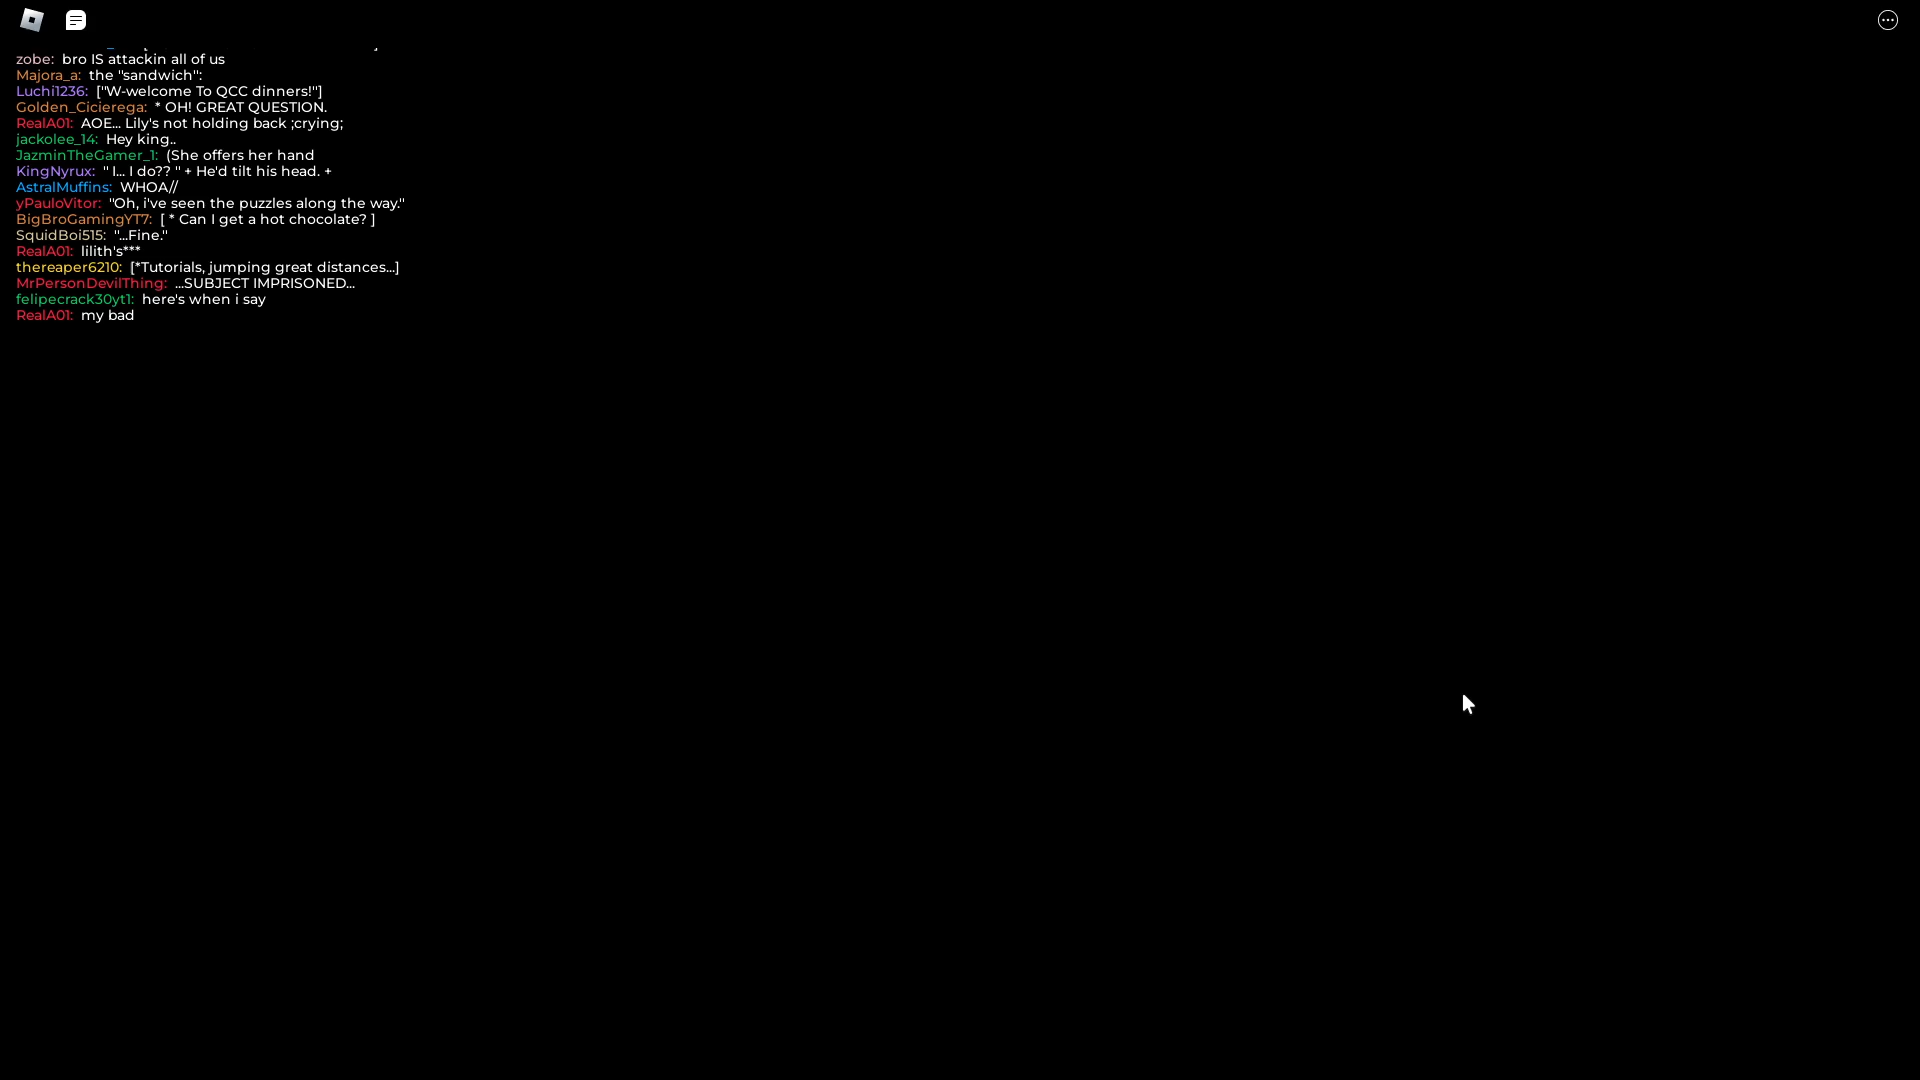 zobe: bro IS attackin all of us
Majora_a: the "sandwich":
Luchi1236: ["W-welcome To QCC dinners!"]
Golden_Cicierega: * OH! GREAT QUESTION.
RealA01: AOE... Lily's not holding back ;crying;
jackolee_14: Hey king..
JazminTheGamer_1: (She offers her hand
KingNyrux: " I... I do?? " + He'd tilt his head. +
AstralMuffins: WHOA//
yPauloVitor: "Oh, i've seen the puzzles along the way."
BigBroGamingYT7: [ * Can I get a hot chocolate? ]
SquidBoi515: "...Fine."
RealA01: lilith's***
thereaper6210: [*Tutorials, jumping great distances...]
MrPersonDevilThing: ...SUBJECT IMPRISONED...
felipecrack30yt1: here's when i say
RealA01: my bad